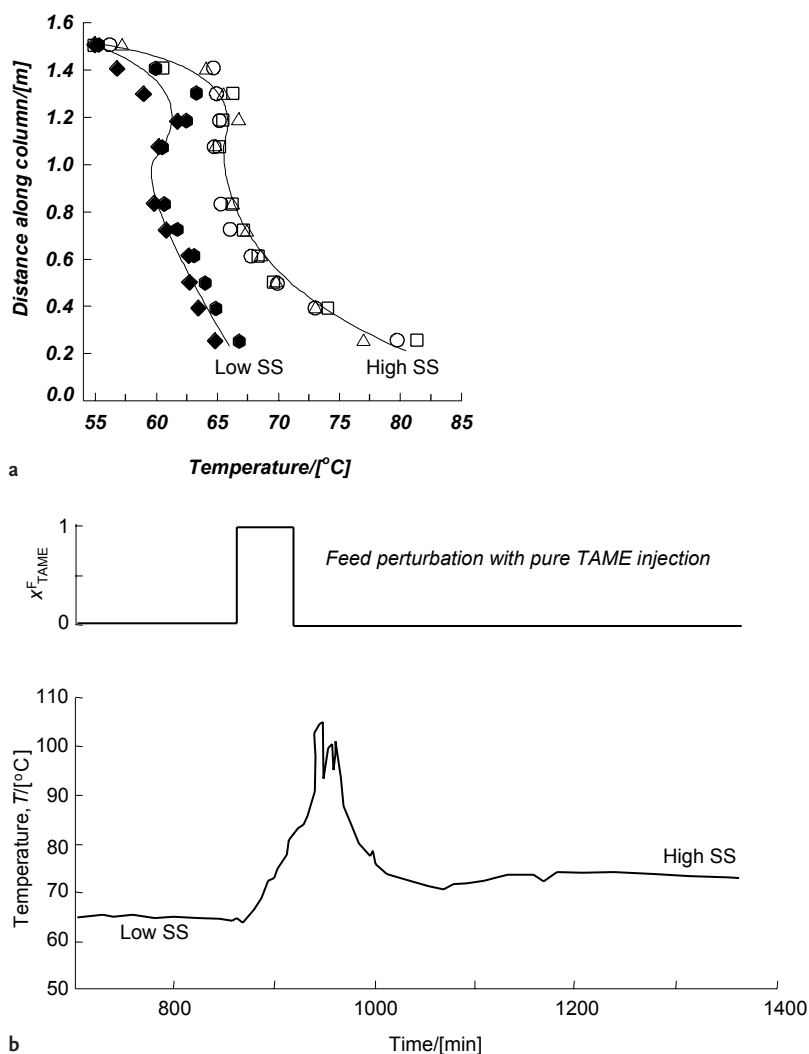 1.6
1.4
1.2
1.0
0.8
0.6
0.4
0.2
0.0
Distance along column/[m]
Low SS
High SS
55 60 65 70 75 80 85
Temperature/[°C]
a
1
0
x^F_TAME
Feed perturbation with pure TAME injection
110
100
90
80
70
60
50
Temperature, T/[°C]
Low SS
High SS
800 1000 1200 1400
Time/[min]
b